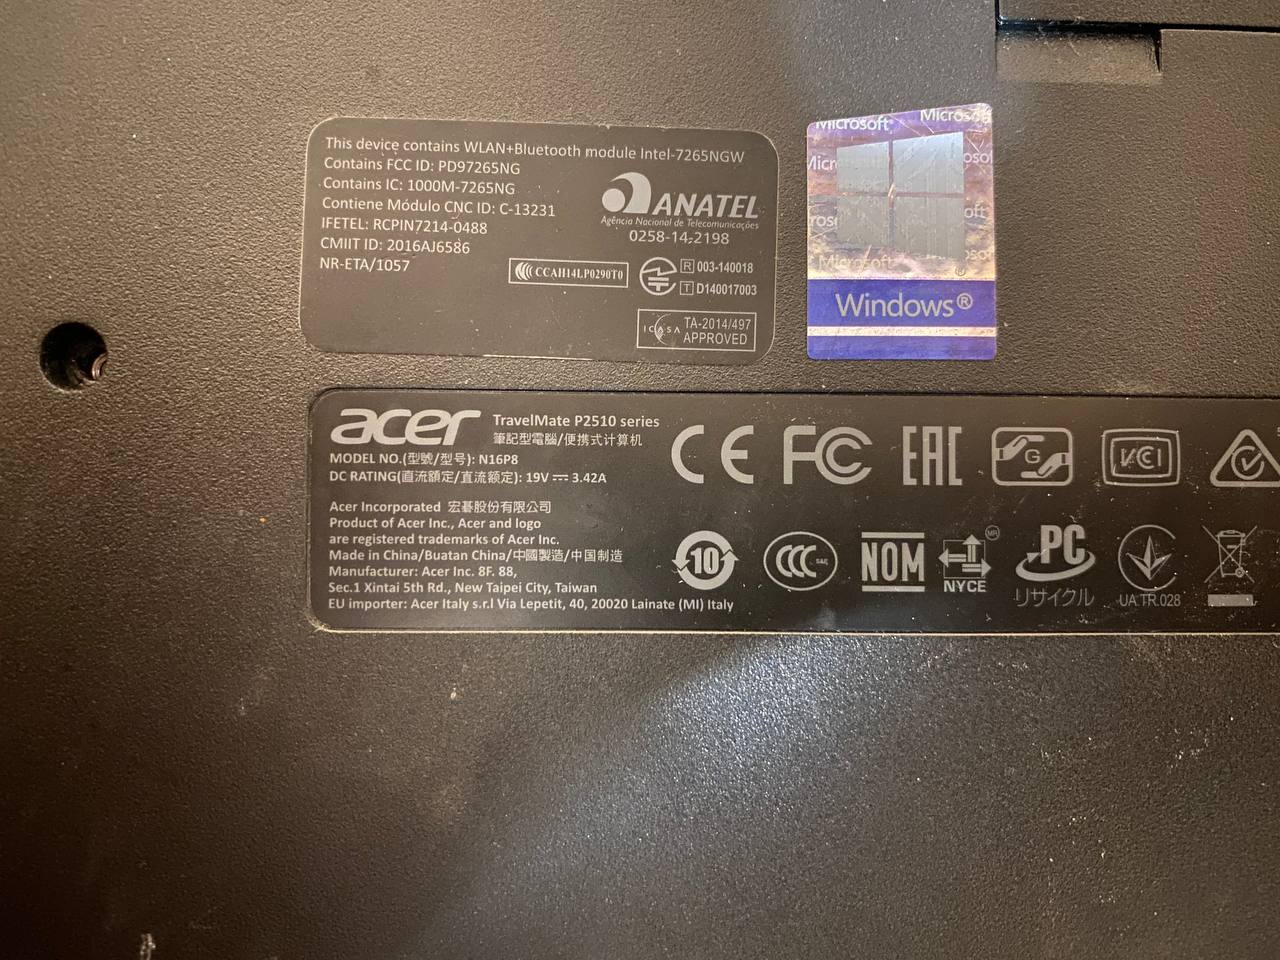 This device contains WLAN+Bluetooth module Intel-7265NGW
Contains FCC ID: PD97265NG
Contains IC: 1000M-7265NG
Contiene Módulo CNC ID: C-13231
IFETEL: RCPIN7214-0488
CMIIT ID: 2016AJ6586
NR-ETA/1057
ANATEL
Agência Nacional de Telecomunicações
0258-14-2198
CCAH14LP0290T0
R 003-140018
T D140017003
ICASA
TA-2014/497
APPROVED
Microsoft
Microsoft
Microsoft
Microsoft
Windows®
acer
TravelMate P2510 series
筆記型電腦/便携式计算机
MODEL NO.(型號/型号): N16P8
DC RATING(直流額定/直流额定): 19V ⎓ 3.42A
Acer Incorporated 宏碁股份有限公司
Product of Acer Inc., Acer and logo
are registered trademarks of Acer Inc.
Made in China/Buatan China/中國製造/中国制造
Manufacturer: Acer Inc. 8F. 88,
Sec.1 Xintai 5th Rd., New Taipei City, Taiwan
EU importer: Acer Italy s.r.l Via Lepetit, 40, 20020 Lainate (MI) Italy
CE FC EAC G VCCI
10 CCC S&E NOM NYCE MR PC
リサイクル
UA.TR.028